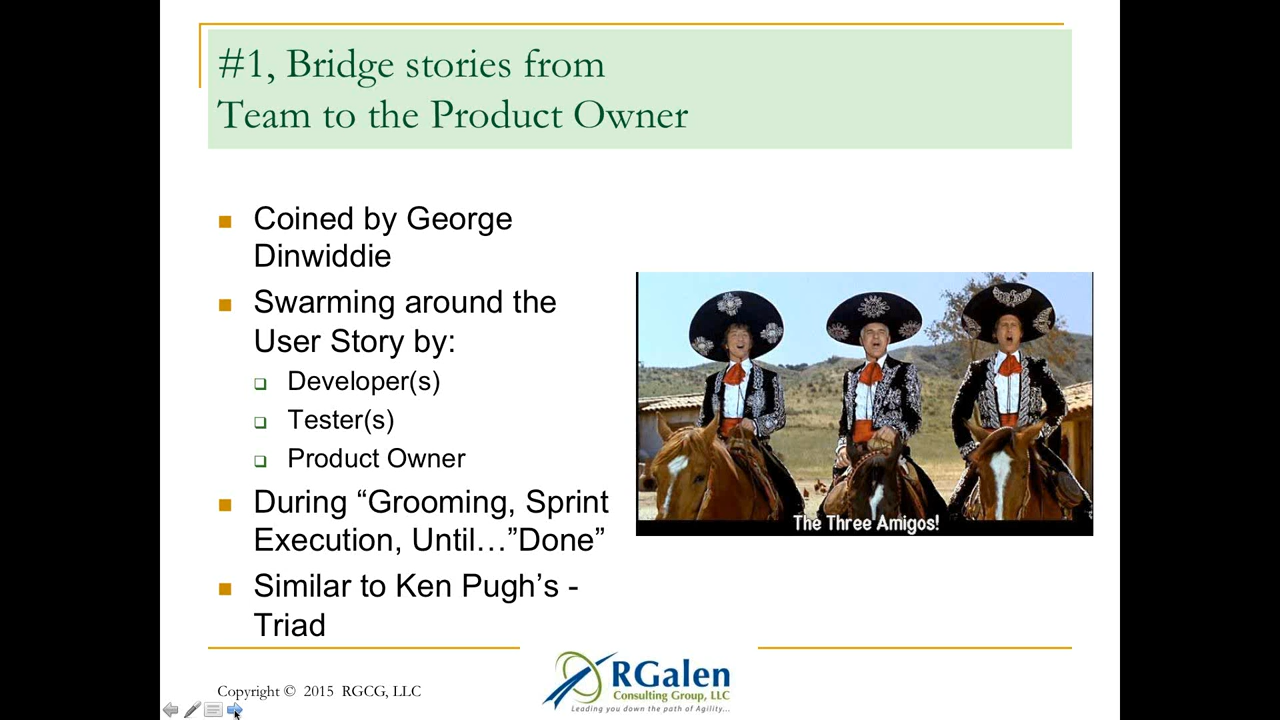 #1, Bridge stories from
Team to the Product Owner
Coined by George
Dinwiddie
Swarming around the
User Story by:
Developer(s)
Tester(s)
Product Owner
During “Grooming, Sprint
Execution, Until…”Done”
Similar to Ken Pugh’s -
Triad
The Three Amigos!
Copyright © 2015 RGCG, LLC
RGalen
Consulting Group, LLC
Leading you down the path of Agility...